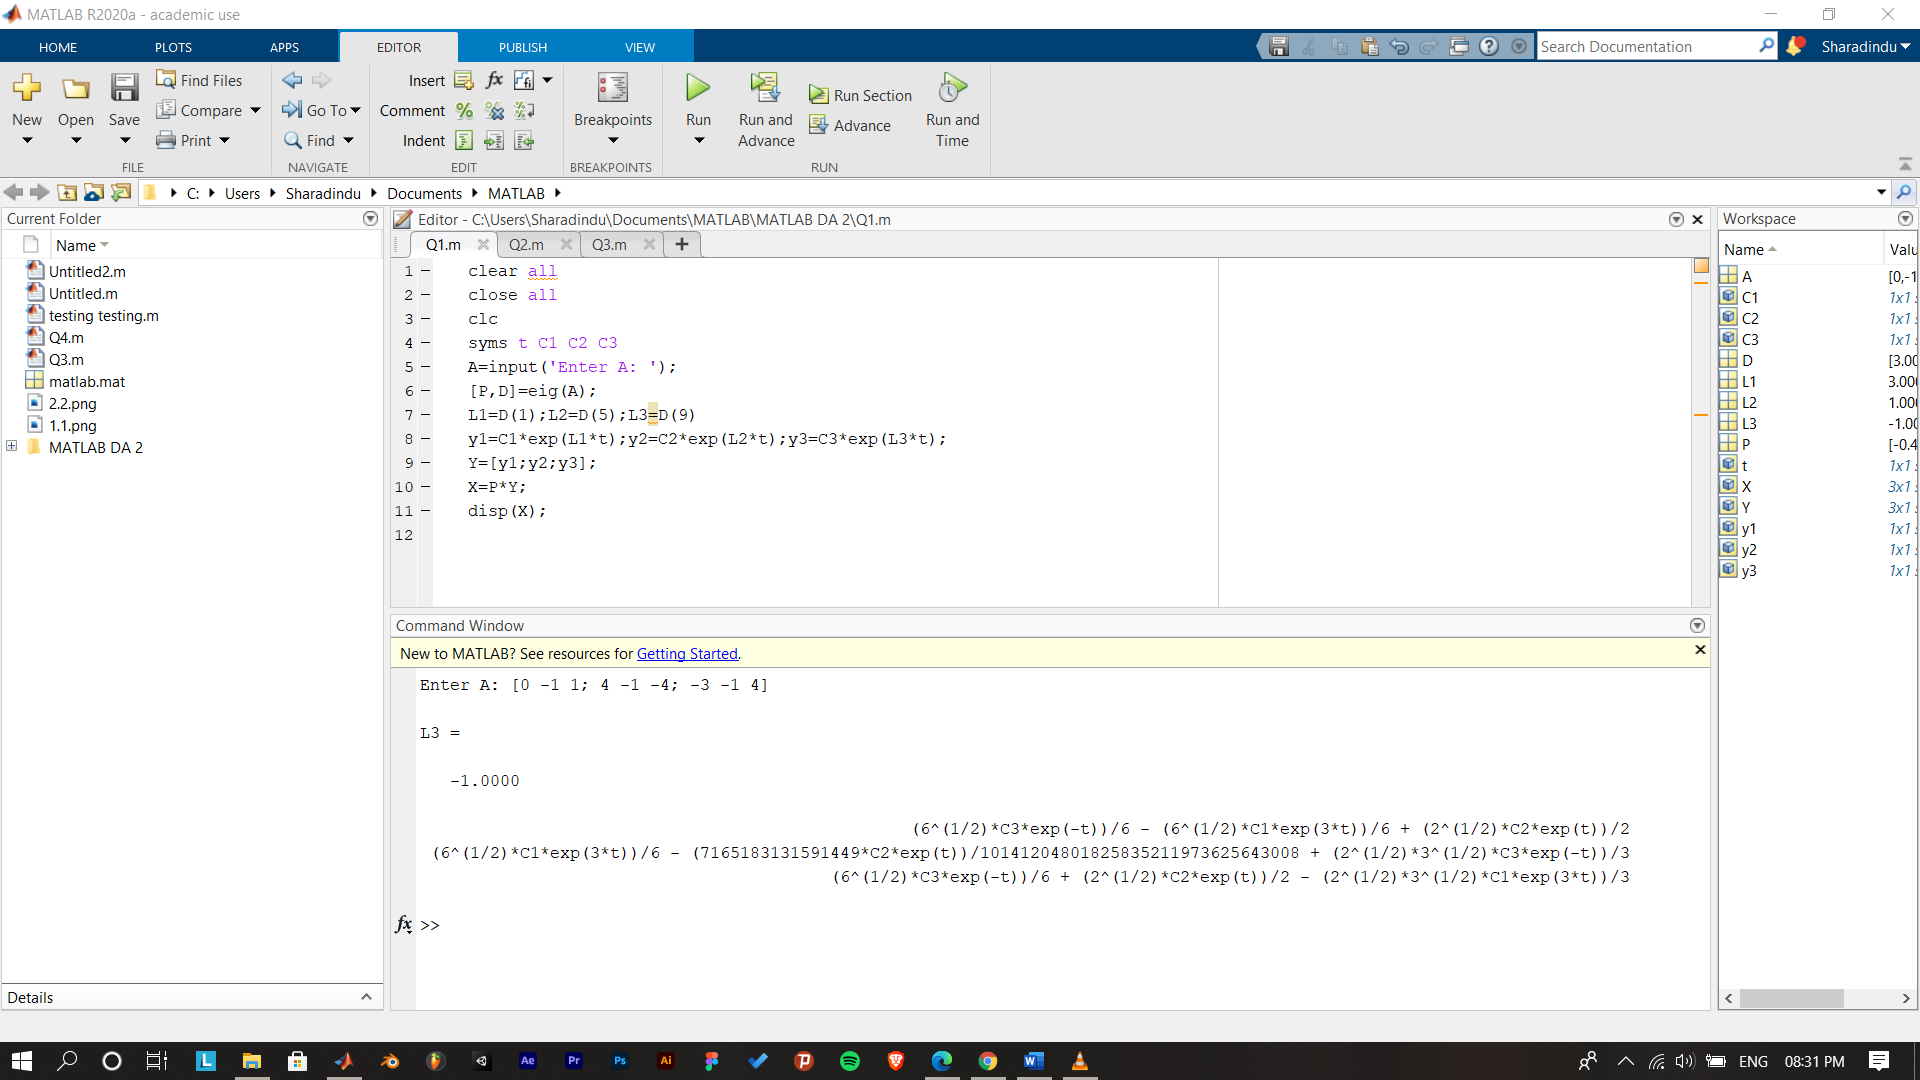 MATLAB R2020a - academic use
HOME PLOTS APPS EDITOR PUBLISH VIEW
Search Documentation
Sharadindu
New
Open
Save
Find Files
Compare
Print
FILE
Go To
Find
NAVIGATE
Insert fx fi
Comment % % %
Indent
EDIT
Breakpoints
BREAKPOINTS
Run
Run and Advance
Run Section
Advance
Run and Time
RUN
C: Users Sharadindu Documents MATLAB
Current Folder
Name
Untitled2.m
Untitled.m
testing testing.m
Q4.m
Q3.m
matlab.mat
2.2.png
1.1.png
MATLAB DA 2
Details
Editor - C:\Users\Sharadindu\Documents\MATLAB\MATLAB DA 2\Q1.m
Q1.m Q2.m Q3.m +
1 – clear all
2 – close all
3 – clc
4 – syms t C1 C2 C3
5 – A=input('Enter A: ');
6 – [P,D]=eig(A);
7 – L1=D(1);L2=D(5);L3=D(9)
8 – y1=C1*exp(L1*t);y2=C2*exp(L2*t);y3=C3*exp(L3*t);
9 – Y=[y1;y2;y3];
10 – X=P*Y;
11 – disp(X);
12
Command Window
New to MATLAB? See resources for Getting Started.
Enter A: [0 -1 1; 4 -1 -4; -3 -1 4]
L3 =
-1.0000
(6^(1/2)*C3*exp(-t))/6 - (6^(1/2)*C1*exp(3*t))/6 + (2^(1/2)*C2*exp(t))/2
(6^(1/2)*C1*exp(3*t))/6 - (7165183131591449*C2*exp(t))/10141204801825835211973625643008 + (2^(1/2)*3^(1/2)*C3*exp(-t))/3
(6^(1/2)*C3*exp(-t))/6 + (2^(1/2)*C2*exp(t))/2 - (2^(1/2)*3^(1/2)*C1*exp(3*t))/3
fx >>
Workspace
Name Valu
A [0,-1
C1 1x1 s
C2 1x1 s
C3 1x1 s
D [3.00
L1 3.000
L2 1.000
L3 -1.00
P [-0.4
t 1x1 s
X 3x1 s
Y 3x1 s
y1 1x1 s
y2 1x1 s
y3 1x1 s
L Ae Pr Ps Ai W
ENG 08:31 PM